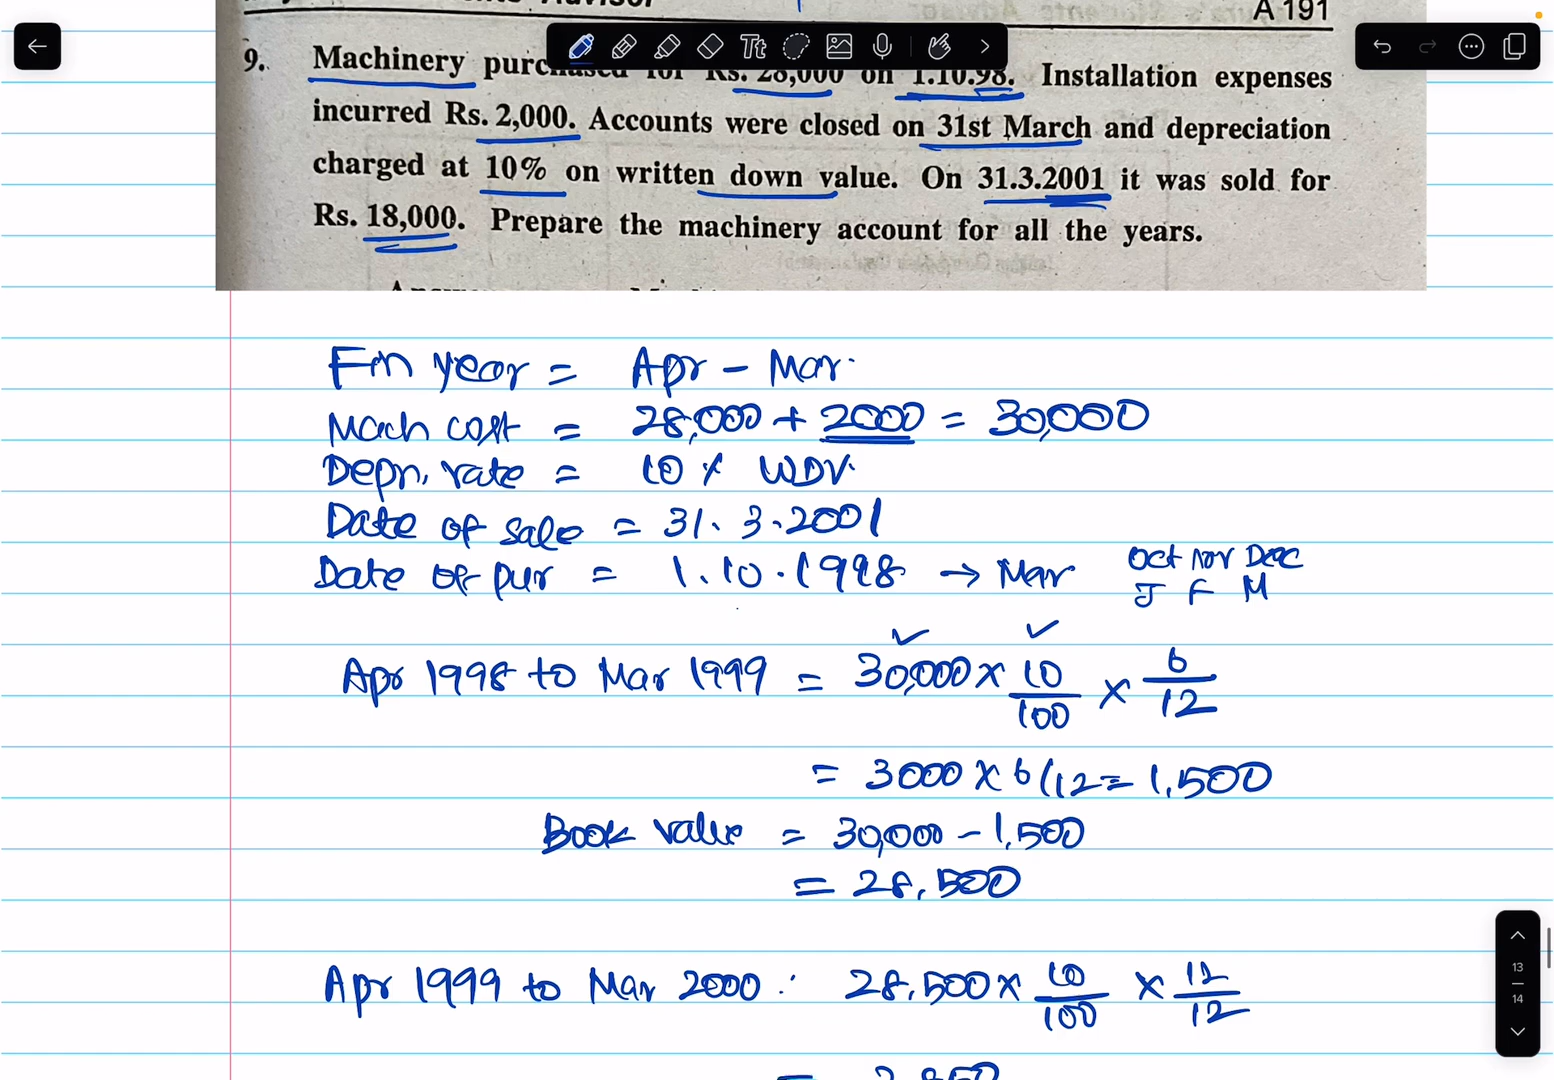 A 191
9. Machinery purchased for Rs. 28,000 on 1.10.98. Installation expenses
incurred Rs. 2,000. Accounts were closed on 31st March and depreciation
charged at 10% on written down value. On 31.3.2001 it was sold for
Rs. 18,000. Prepare the machinery account for all the years.
Fin year = Apr - Mar.
Mach cost = 28,000 + 2000 = 30,000
Depn. rate = 10 % WDV.
Date of sale = 31.3.2001
Date of pur = 1.10.1998 → Mar Oct Nov Dec
J F M
Apr 1998 to Mar 1999 = 30,000 x 10/100 x 6/12
= 3000 x 6/12 = 1,500
Book value = 30,000 - 1,500
= 28,500
Apr 1999 to Mar 2000 : 28,500 x 10/100 x 12/12
= 2,850
Tt
13
14